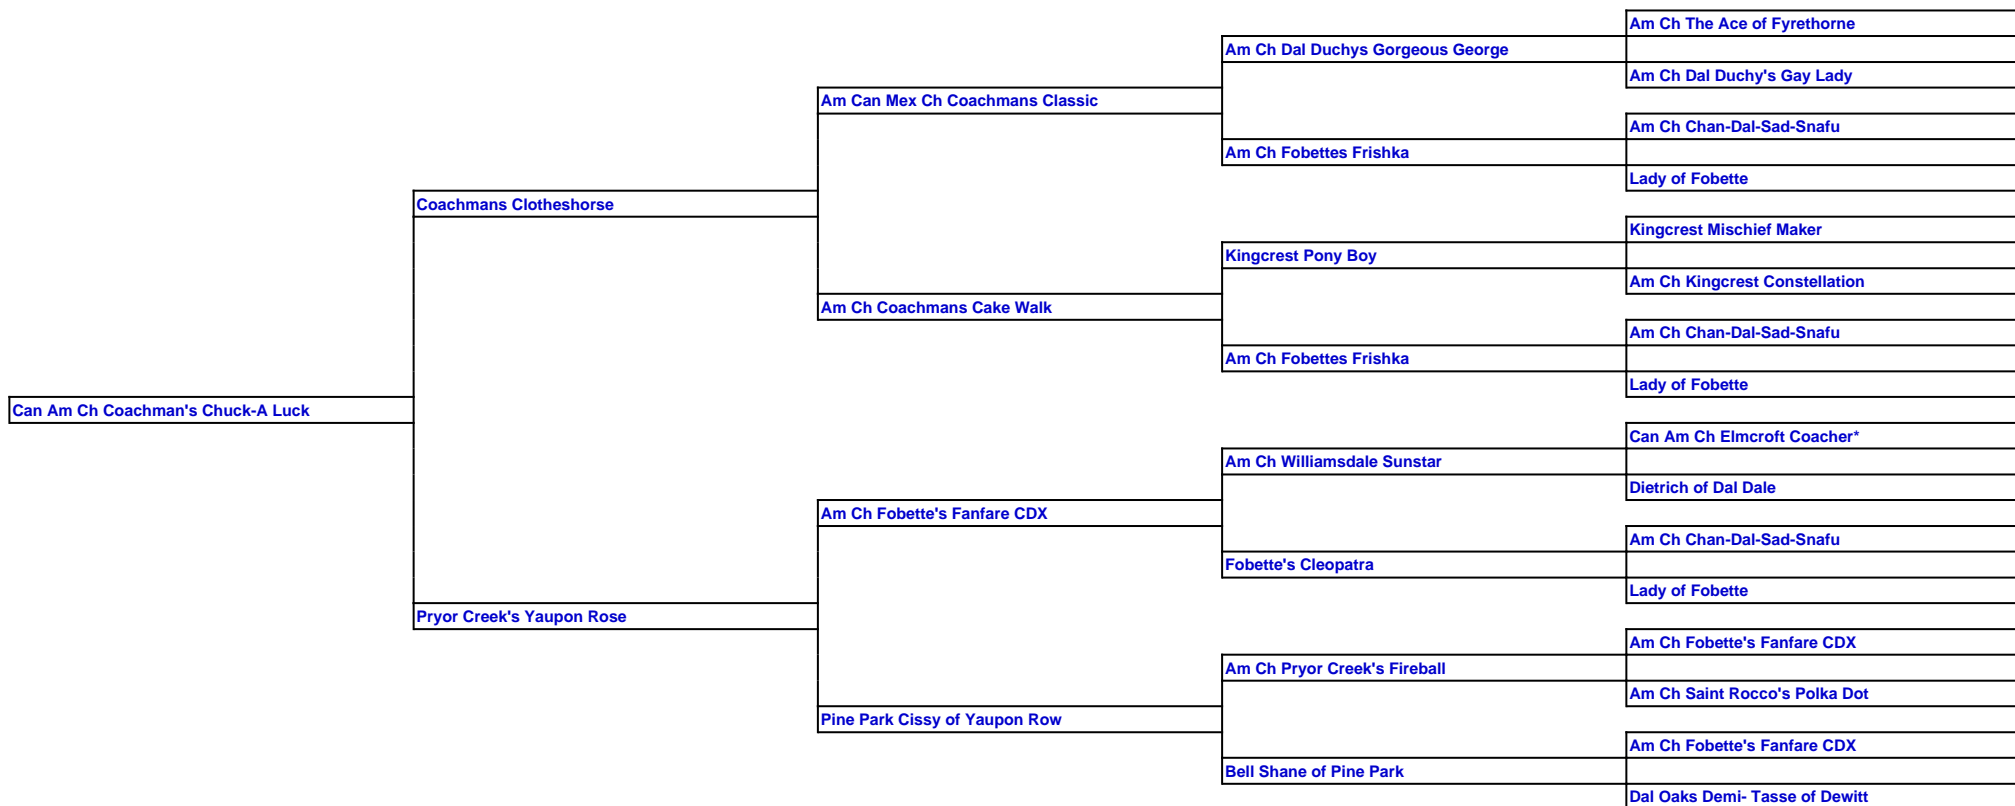 Am Ch The Ace of Fyrethorne
Am Ch Dal Duchys Gorgeous George
Am Ch Dal Duchy's Gay Lady
Am Can Mex Ch Coachmans Classic
Am Ch Chan-Dal-Sad-Snafu
Am Ch Fobettes Frishka
Lady of Fobette
Coachmans Clotheshorse
Kingcrest Mischief Maker
Kingcrest Pony Boy
Am Ch Kingcrest Constellation
Am Ch Coachmans Cake Walk
Am Ch Chan-Dal-Sad-Snafu
Am Ch Fobettes Frishka
Lady of Fobette
Can Am Ch Coachman's Chuck-A Luck
Can Am Ch Elmcroft Coacher*
Am Ch Williamsdale Sunstar
Dietrich of Dal Dale
Am Ch Fobette's Fanfare CDX
Am Ch Chan-Dal-Sad-Snafu
Fobette's Cleopatra
Lady of Fobette
Pryor Creek's Yaupon Rose
Am Ch Fobette's Fanfare CDX
Am Ch Pryor Creek's Fireball
Am Ch Saint Rocco's Polka Dot
Pine Park Cissy of Yaupon Row
Am Ch Fobette's Fanfare CDX
Bell Shane of Pine Park
Dal Oaks Demi- Tasse of Dewitt